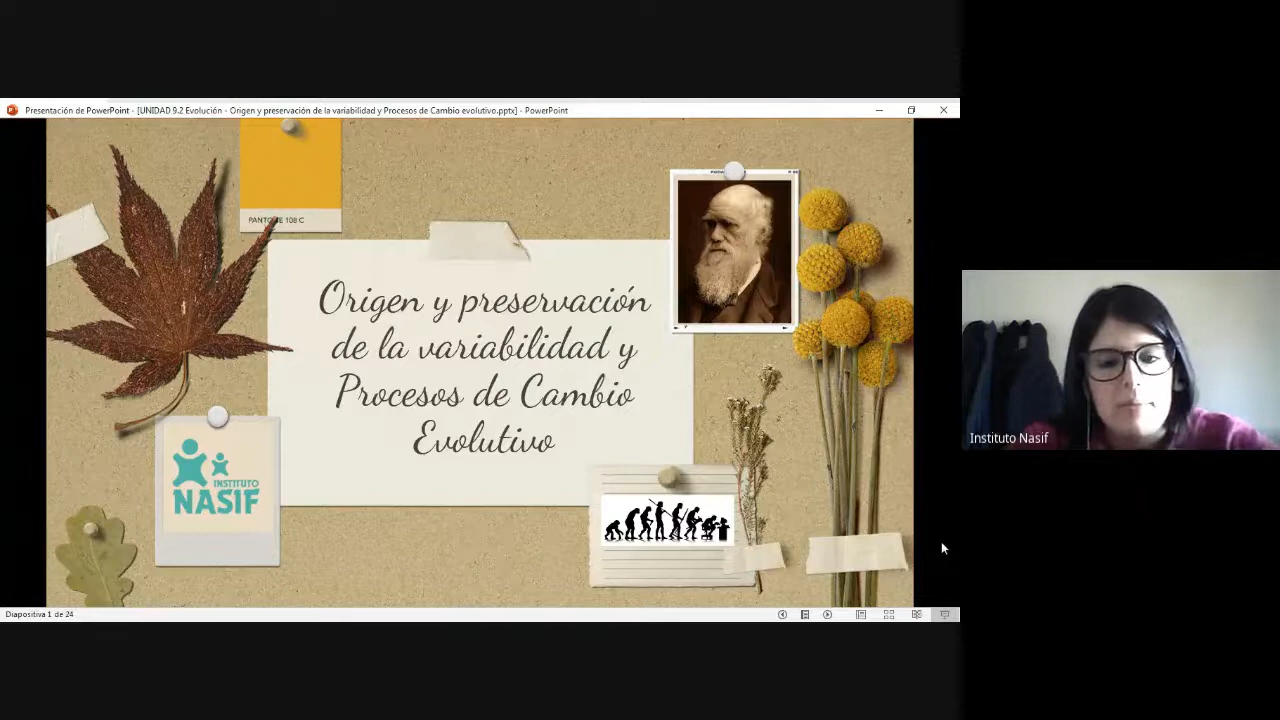 Presentación de PowerPoint - [UNIDAD 9.2 Evolución - Origen y preservación de la variabilidad y Procesos de Cambio evolutivo.pptx] - PowerPoint
PANTONE 108 C
Origen y preservación
de la variabilidad y
Procesos de Cambio
Evolutivo
INSTITUTO
NASIF
Instituto Nasif
Diapositiva 1 de 24